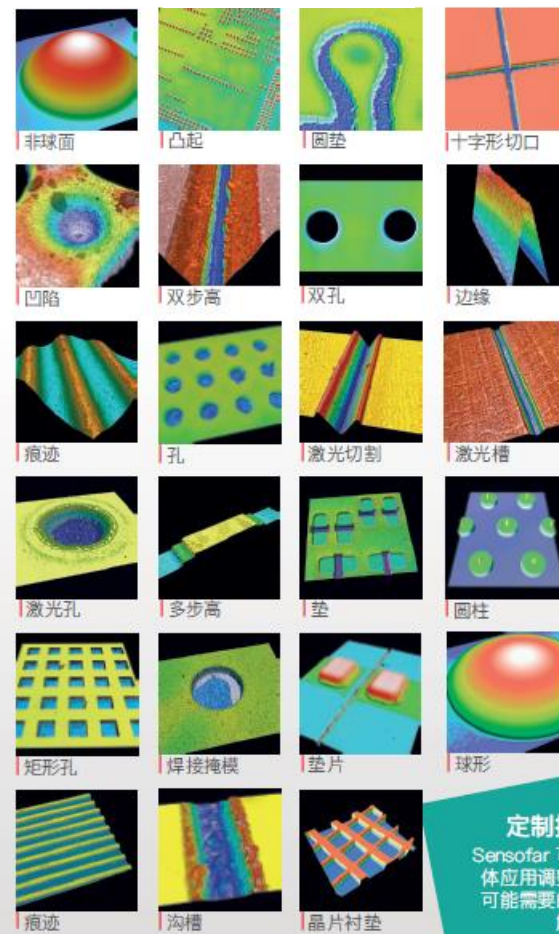 非球面
凸起
圆垫
十字形切口
凹陷
双步高
双孔
边缘
痕迹
孔
激光切割
激光槽
激光孔
多步高
垫
圆柱
矩形孔
焊接掩模
垫片
球形
痕迹
沟槽
晶片衬垫
Sensofar
体应用调
可能需要